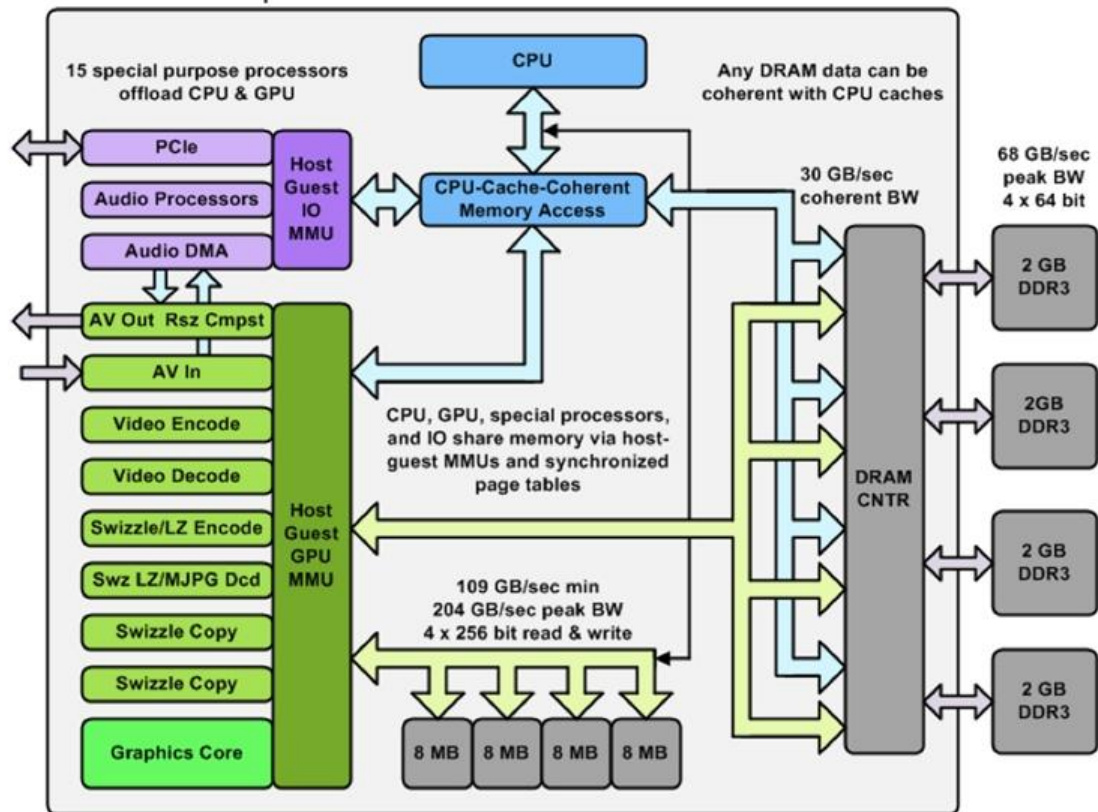 15 special purpose processors
offload CPU & GPU
CPU
Any DRAM data can be
coherent with CPU caches
PCIe
Audio Processors
Audio DMA
Host
Guest
IO
MMU
CPU-Cache-Coherent
Memory Access
30 GB/sec
coherent BW
68 GB/sec
peak BW
4 x 64 bit
AV Out Rsz Cmpst
AV In
Video Encode
Video Decode
Swizzle/LZ Encode
Swz LZ/MJPG Dcd
Swizzle Copy
Swizzle Copy
Graphics Core
Host
Guest
GPU
MMU
CPU, GPU, special processors,
and IO share memory via host-
guest MMUs and synchronized
page tables
109 GB/sec min
204 GB/sec peak BW
4 x 256 bit read & write
8 MB
8 MB
8 MB
8 MB
DRAM
CNTR
2 GB
DDR3
2GB
DDR3
2 GB
DDR3
2 GB
DDR3